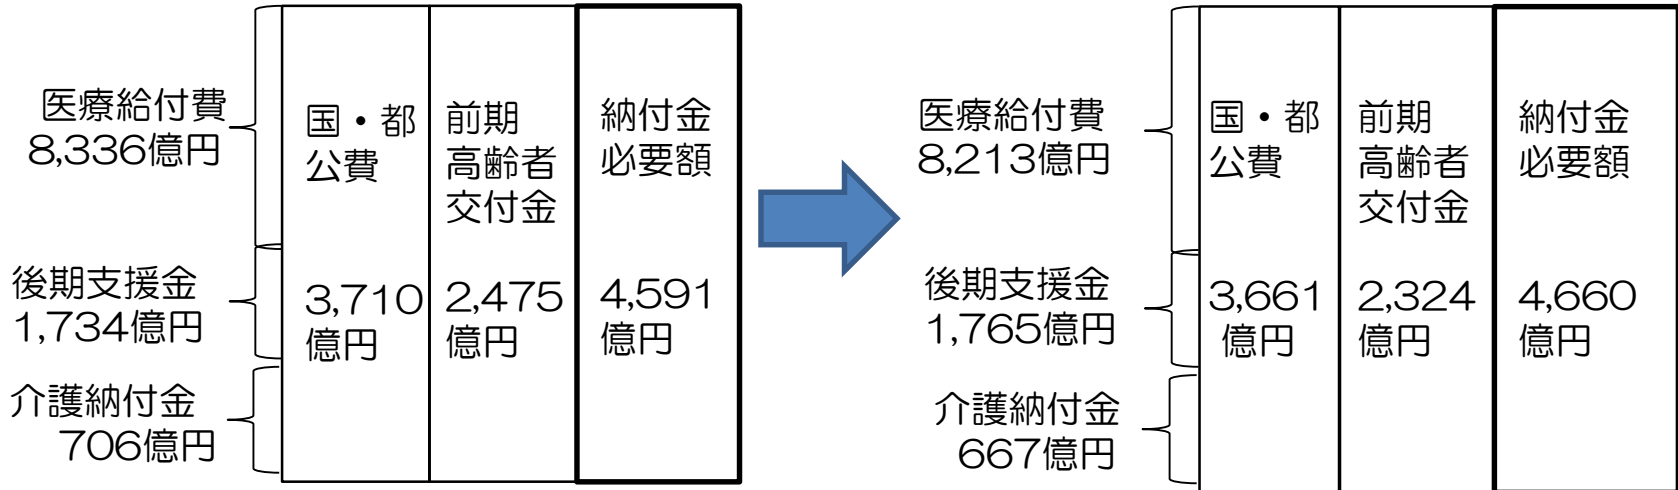 医療給付費
8,336億円
後期支援金
1,734億円
介護納付金
706億円
国・都
公費
3,710
億円
前期
高齢者
交付金
2,475
億円
納付金
必要額
4,591
億円
医療給付費
8,213億円
後期支援金
1,765億円
介護納付金
667億円
国・都
公費
3,661
億円
前期
高齢者
交付金
2,324
億円
納付金
必要額
4,660
億円